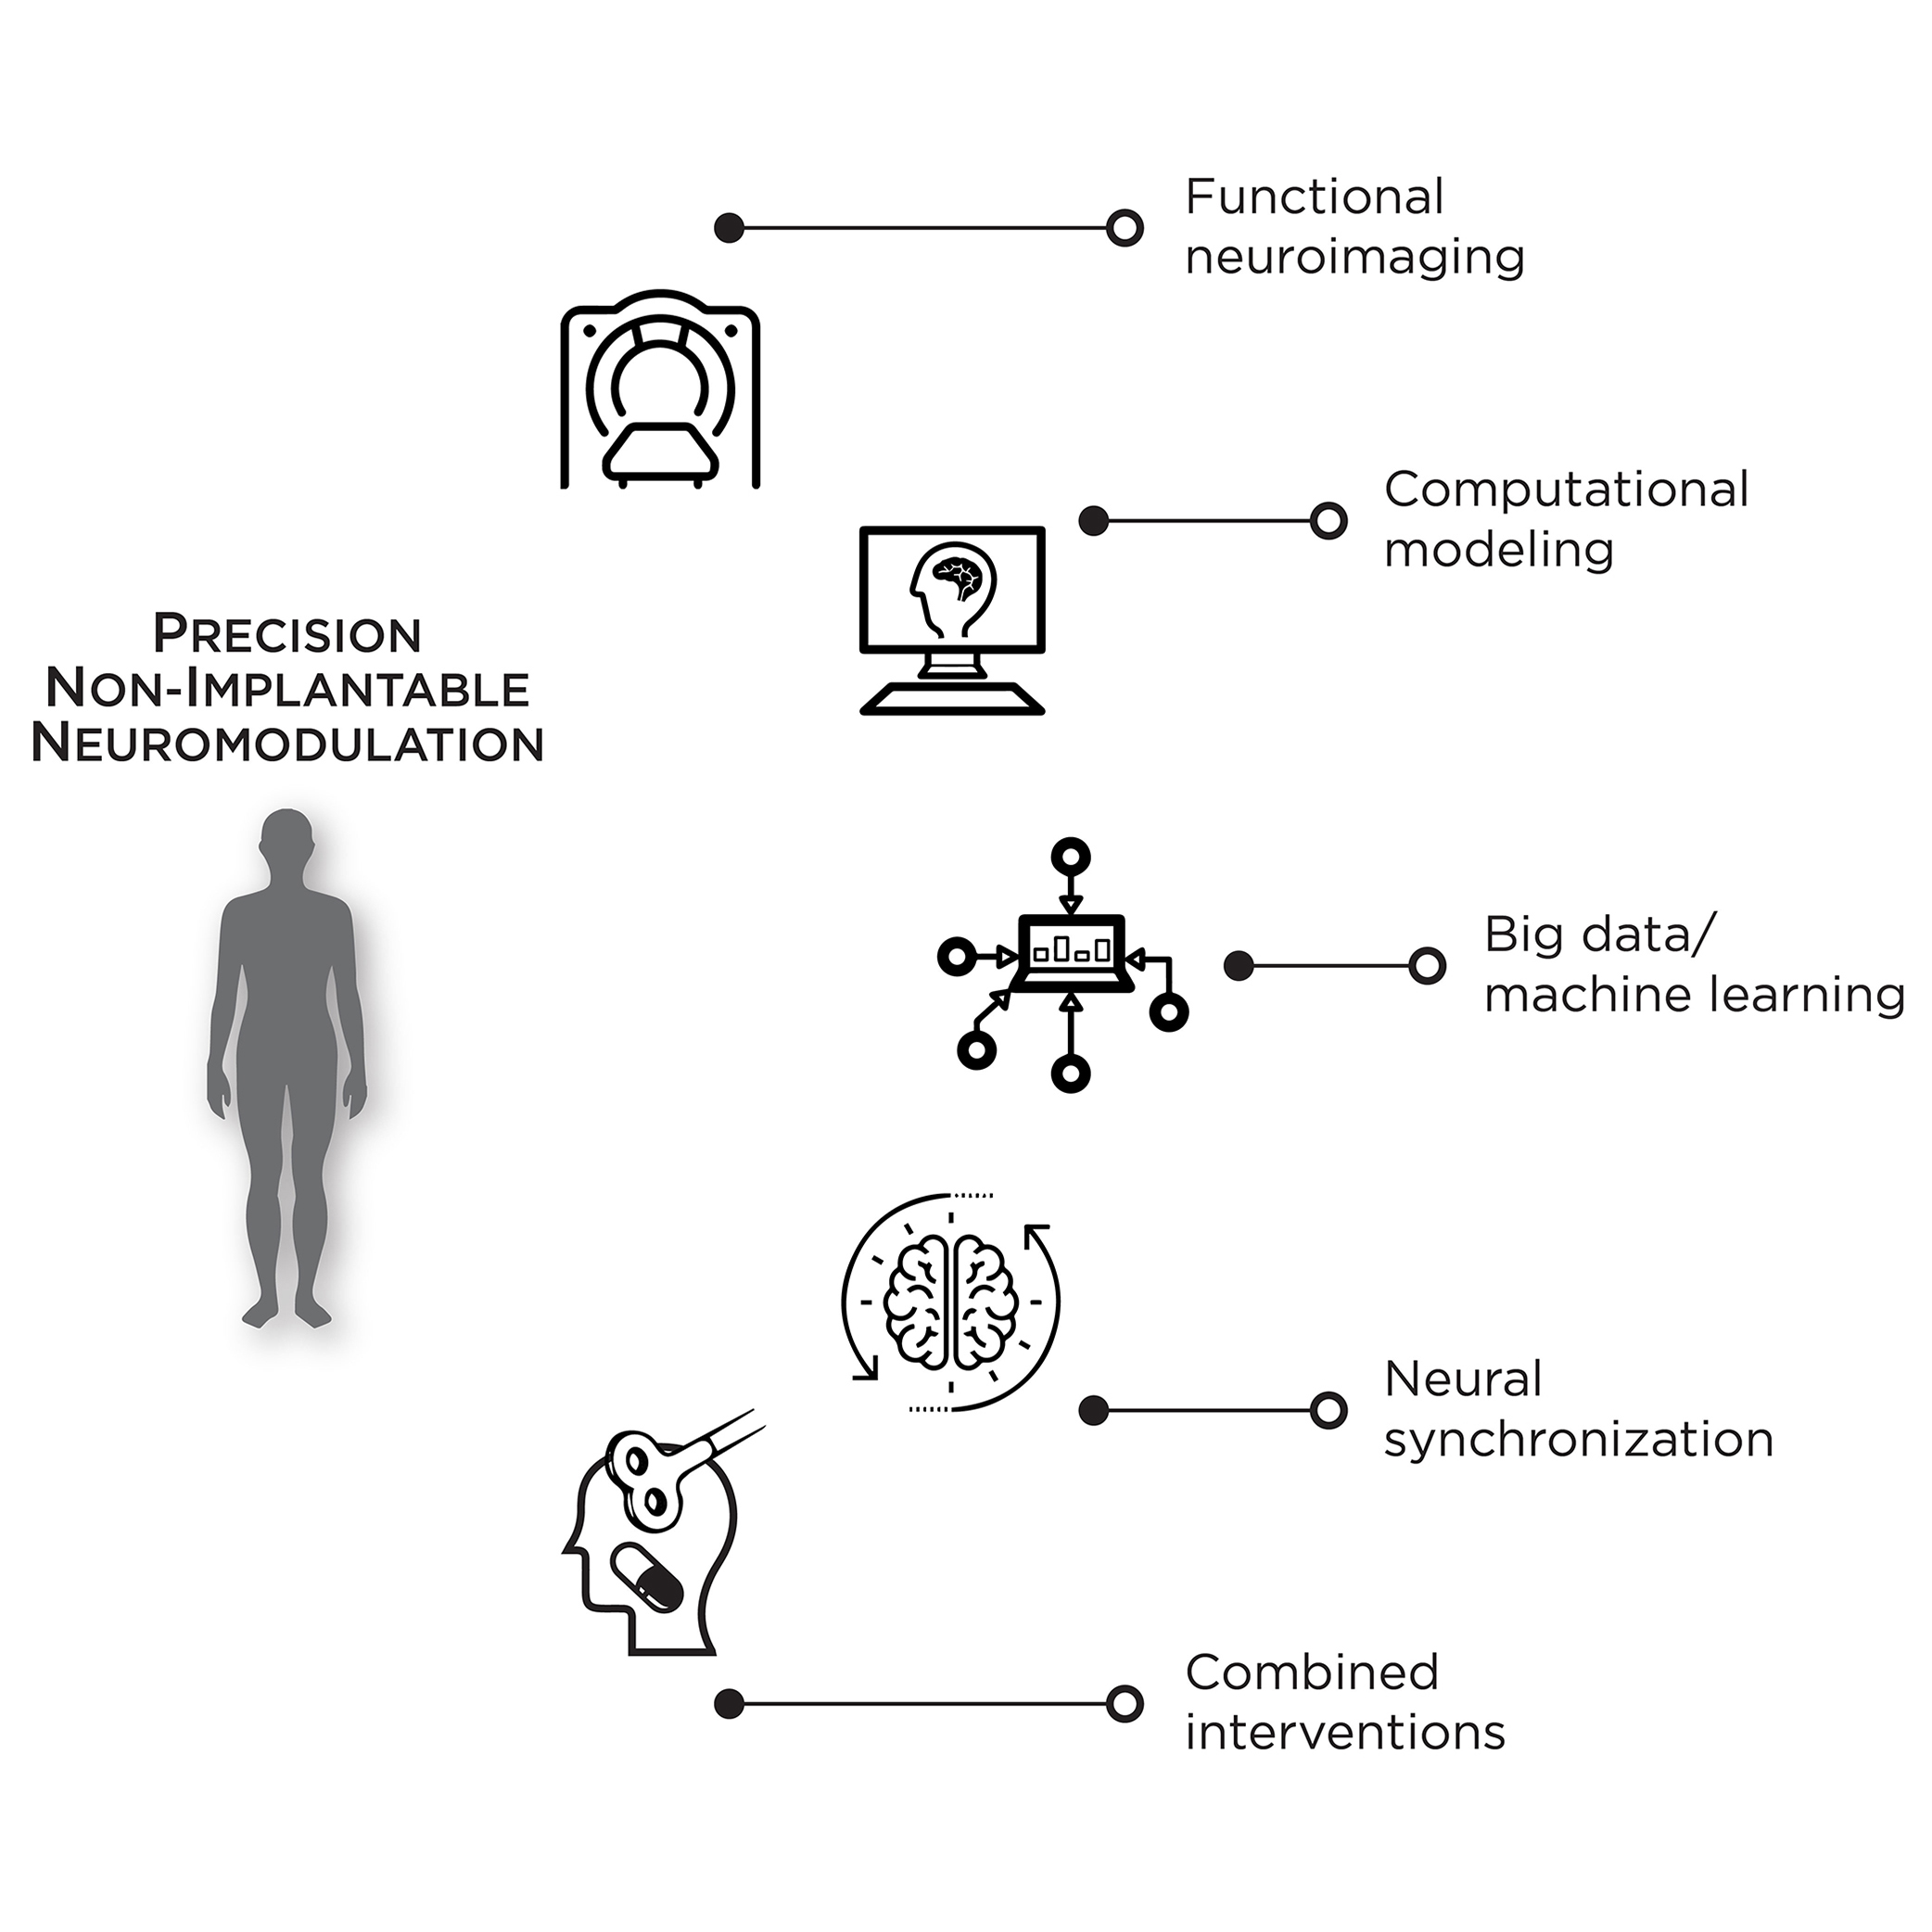 PRECISION
NON-IMPLANTABLE
NEUROMODULATION
Functional
neuroimaging
Computational
modeling
Big data/
machine learning
Neural
synchronization
Combined
interventions